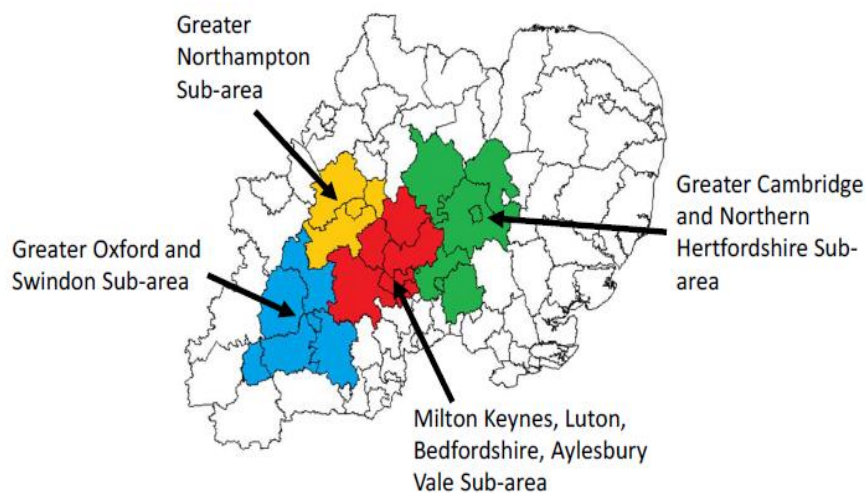 Greater
Northampton
Sub-area
Greater Cambridge
and Northern
Hertfordshire Sub-
area
Greater Oxford and
Swindon Sub-area
Milton Keynes, Luton,
Bedfordshire, Aylesbury
Vale Sub-area